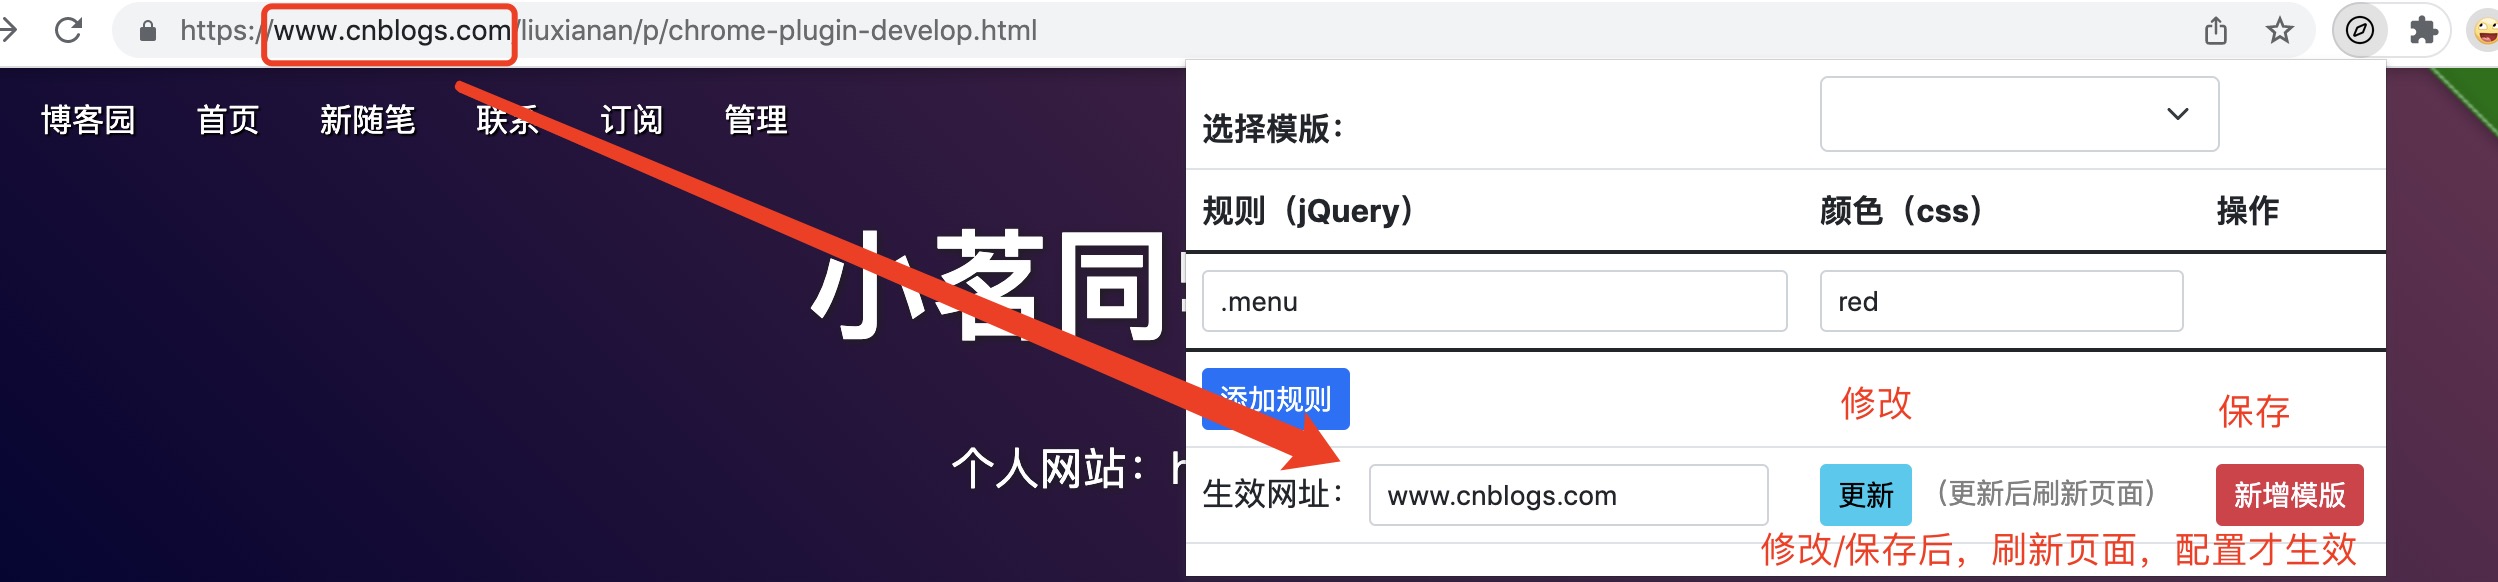 https://www.cnblogs.com/liuxianan/p/chrome-plugin-develop.html
博客园 首页 新随笔 联系 订阅 管理
选择模版：
规则（jQuery） 颜色（css） 操作
小茗同
.menu red
添加规则 修改 保存
个人网站：h
生效网址： www.cnblogs.com 更新 （更新后刷新页面） 新增模版
修改/保存后，刷新页面，配置才生效